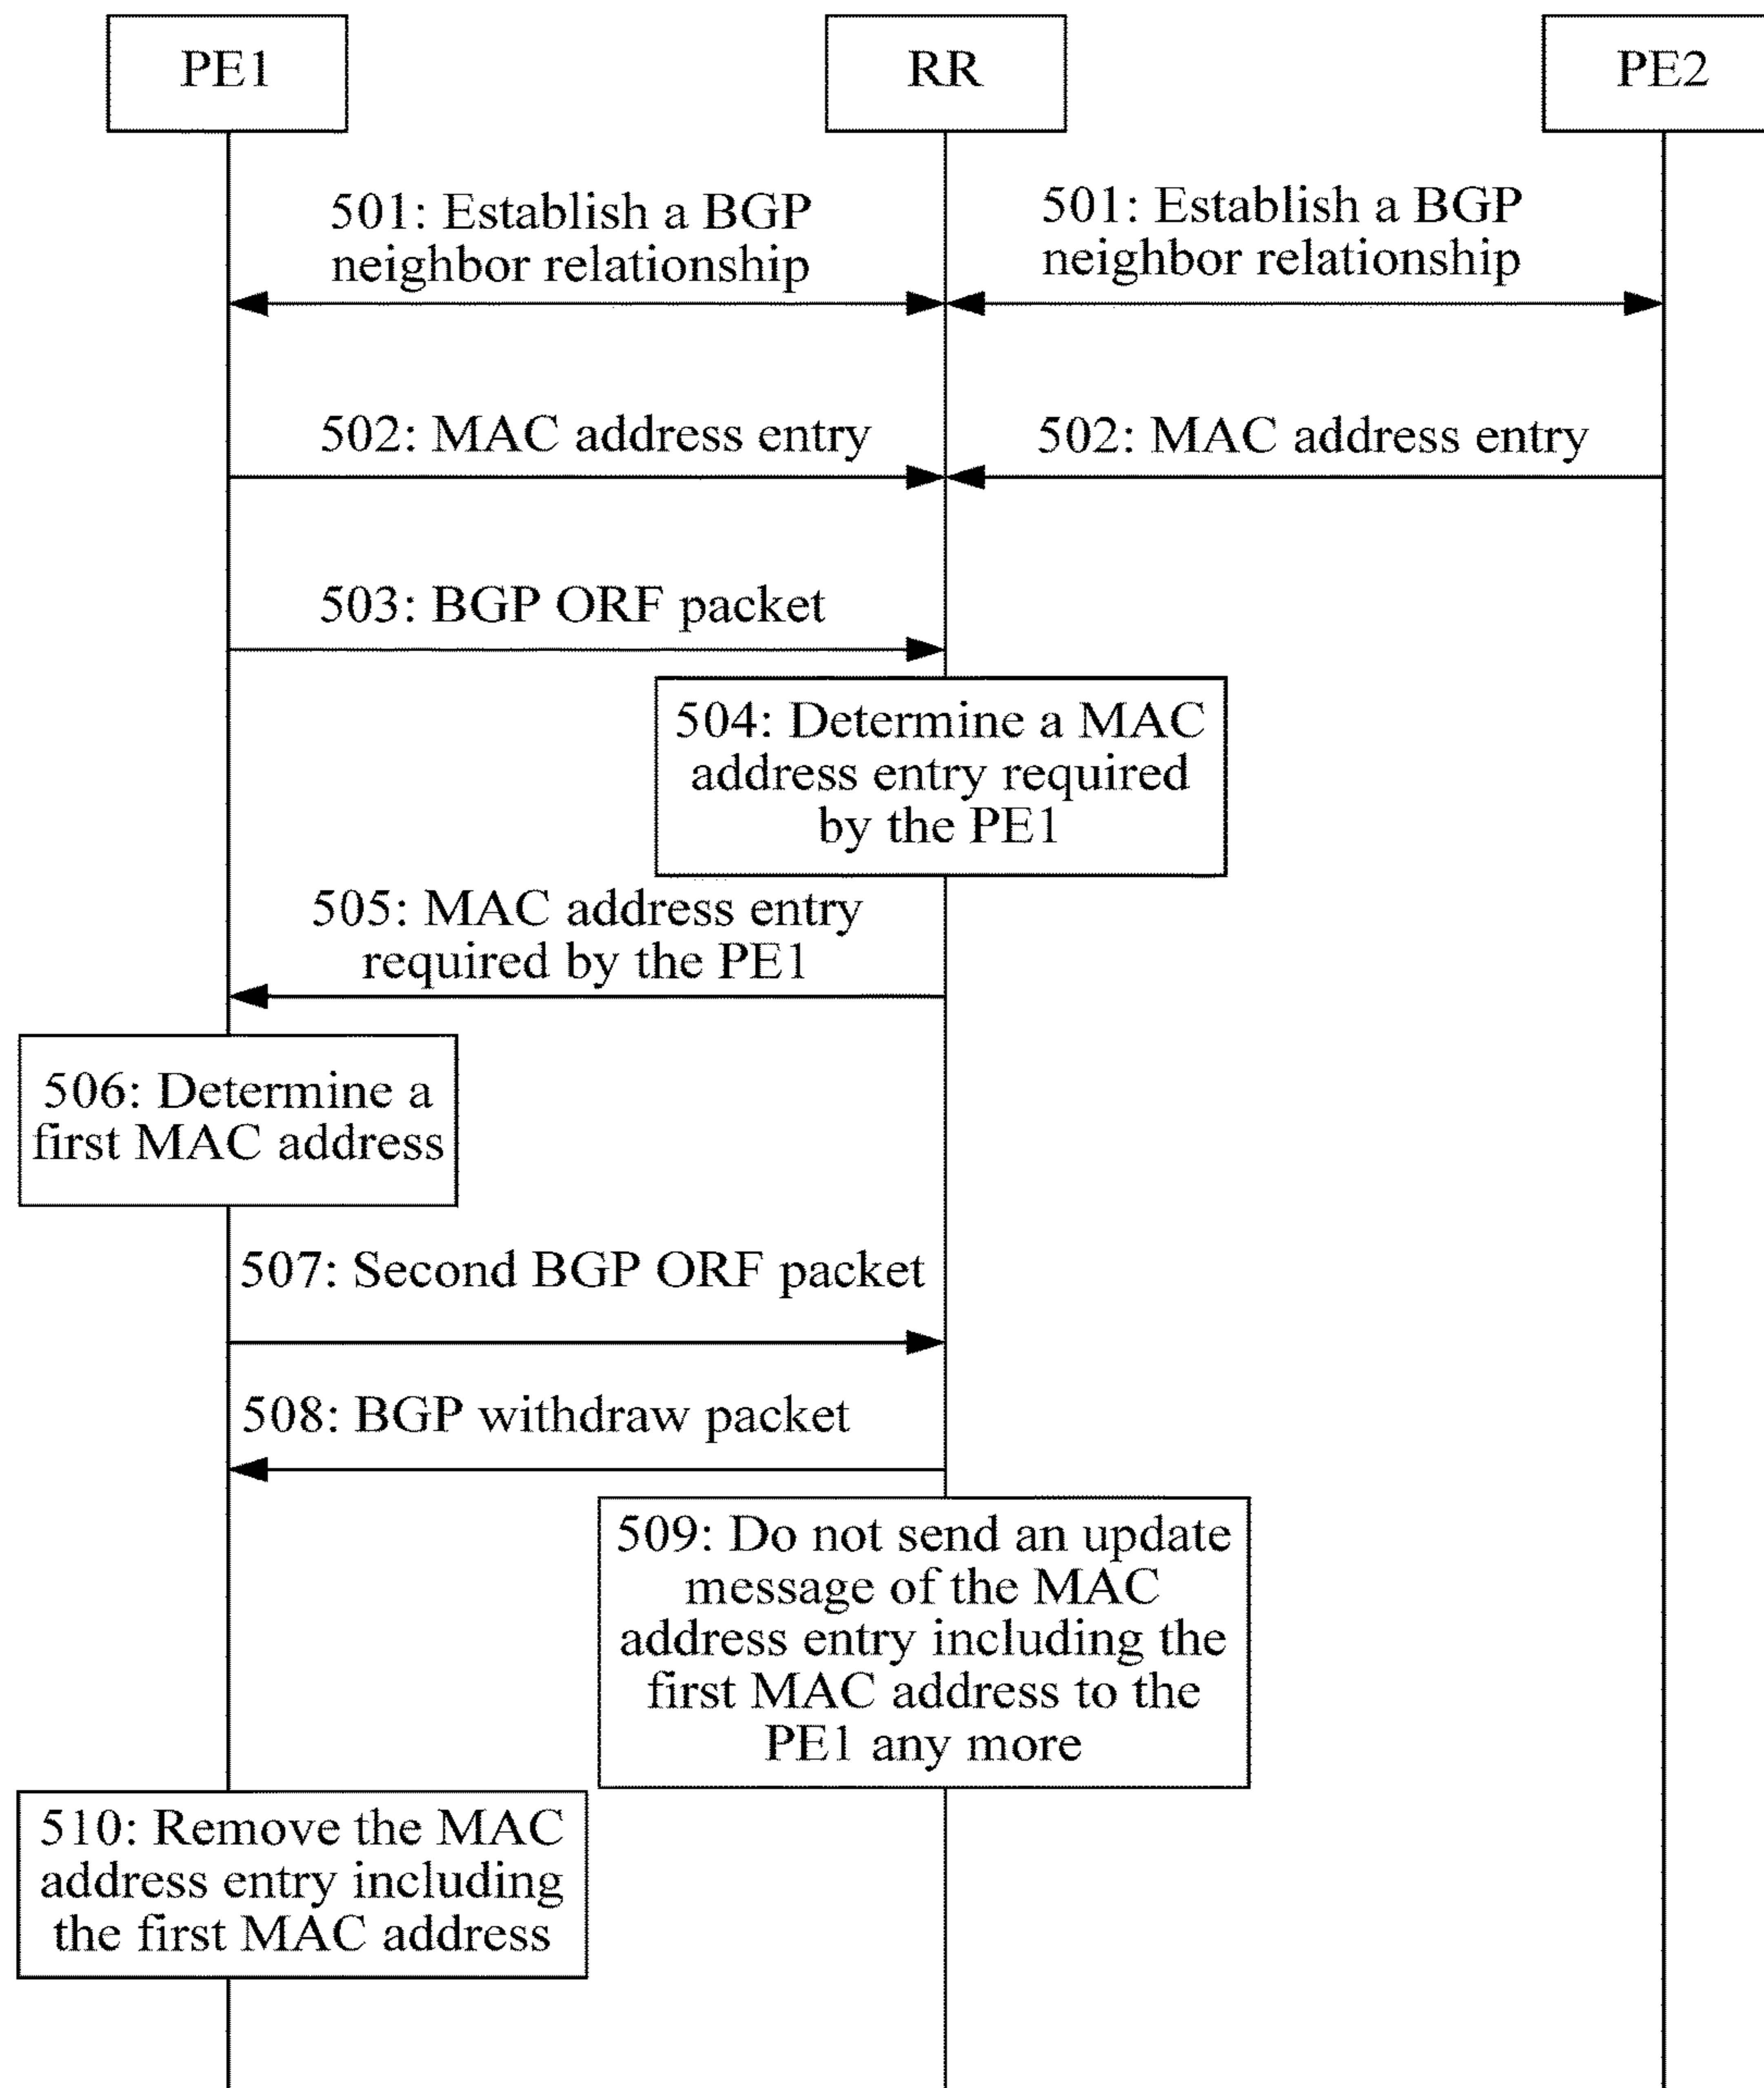 PE1
RR
PE2
501: Establish a BGP
neighbor relationship
501: Establish a BGP
neighbor relationship
502: MAC address entry
502: MAC address entry
503: BGP ORF packet
504: Determine a MAC
address entry required
by the PE1
505: MAC address entry
required by the PE1
506: Determine a
first MAC address
507: Second BGP ORF packet
508: BGP withdraw packet
509: Do not send an update
message of the MAC
address entry including the
first MAC address to the
PE1 any more
510: Remove the MAC
address entry including
the first MAC address